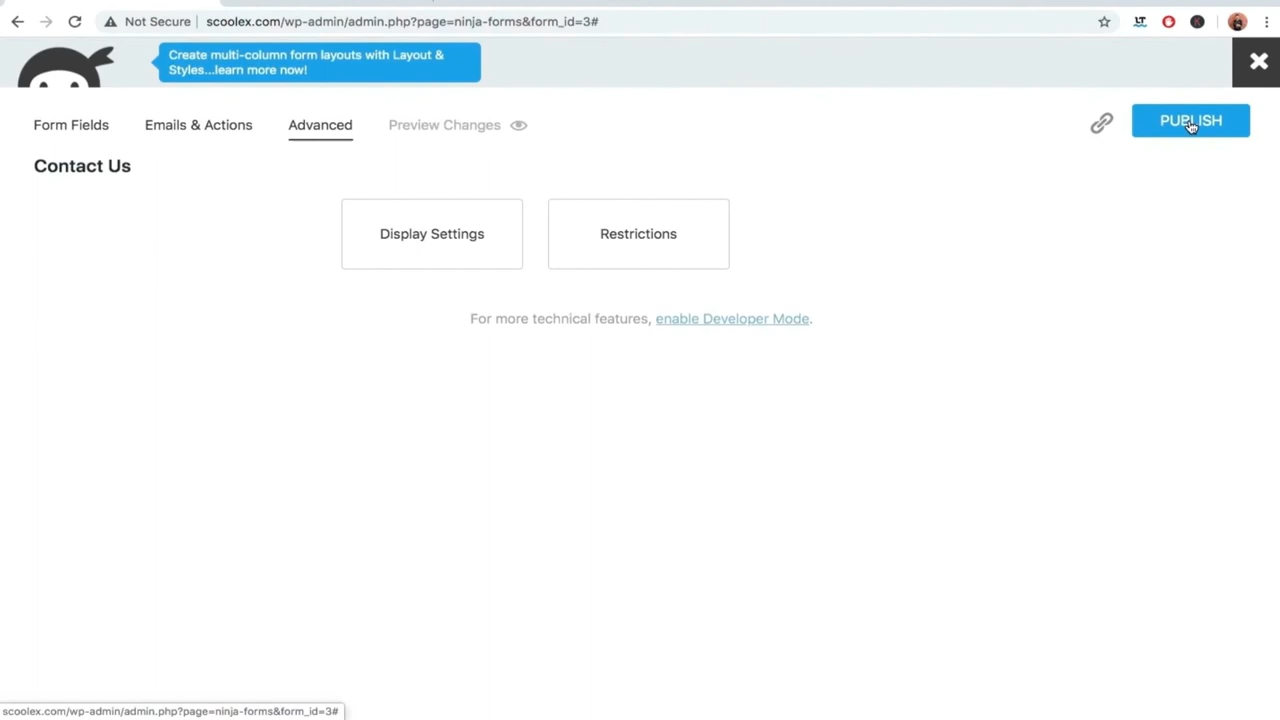 Not Secure
scoolex.com/wp-admin/admin.php?page=ninja-forms&form_id=3#
LT
K
Create multi-column form layouts with Layout &
Styles...learn more now!
Form Fields
Emails & Actions
Advanced
Preview Changes
PUBLISH
Contact Us
Display Settings
Restrictions
For more technical features, enable Developer Mode.
scoolex.com/wp-admin/admin.php?page=ninja-forms&form_id=3#